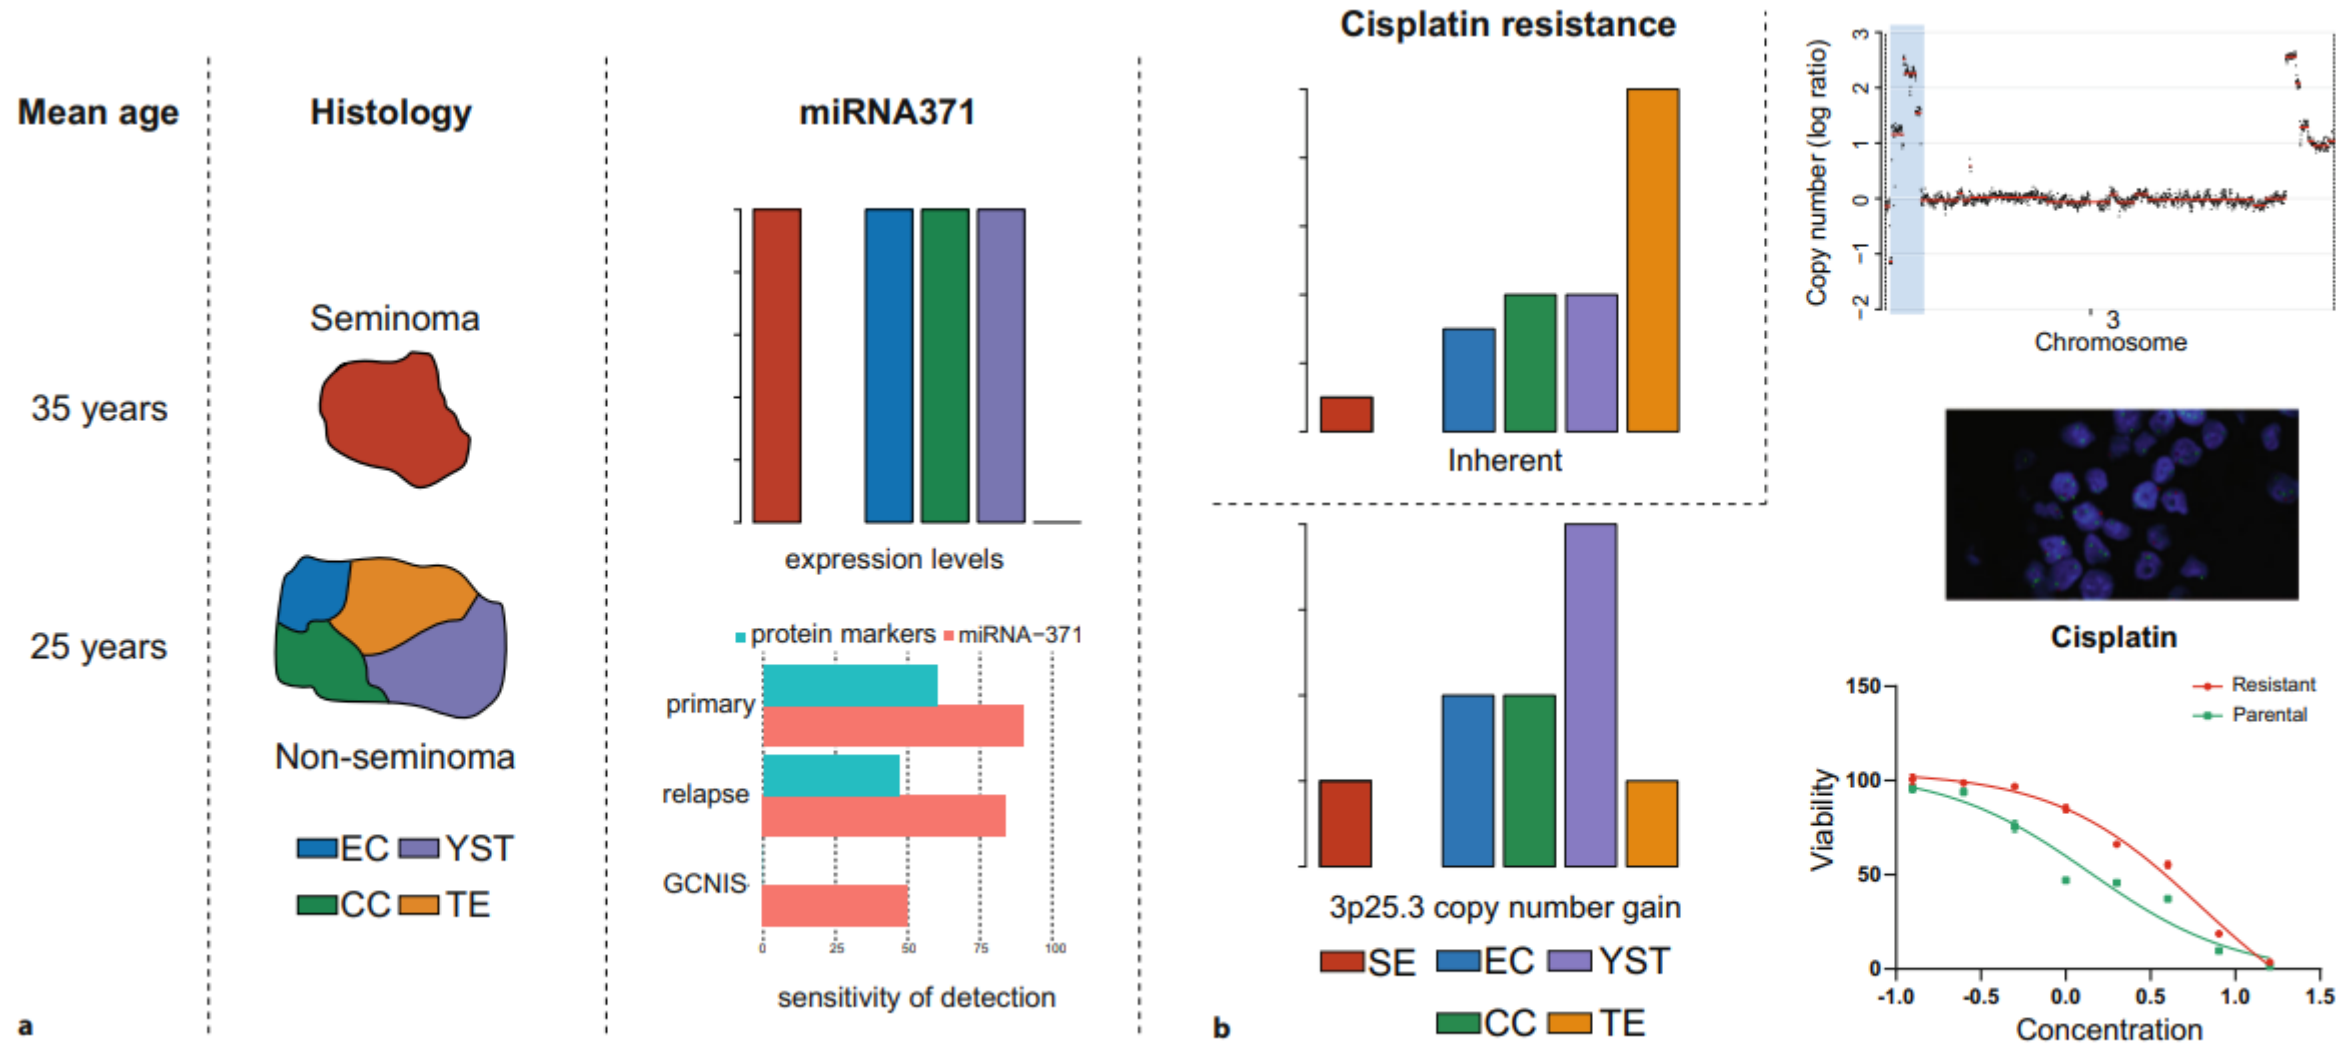 Mean age
Histology
miRNA371
Seminoma
35 years
25 years
Non-seminoma
EC YST
CC TE
expression levels
protein markers miRNA-371
primary
relapse
GCNIS
0 25 50 75 100
sensitivity of detection
a
Cisplatin resistance
Inherent
3p25.3 copy number gain
SE EC YST
CC TE
b
Copy number (log ratio)
3
2
1
0
-1
-2
3
Chromosome
Cisplatin
Resistant
Parental
Viability
150
100
50
0
-1.0 -0.5 0.0 0.5 1.0 1.5
Concentration